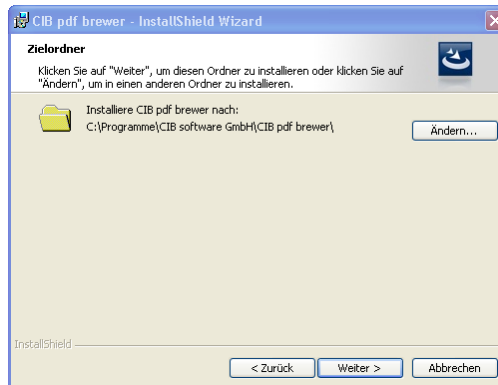 CIB pdf brewer - InstallShield Wizard
Zielordner
Klicken Sie auf "Weiter", um diesen Ordner zu installieren oder klicken Sie auf
"Ändern", um in einen anderen Ordner zu installieren.
Installiere CIB pdf brewer nach:
C:\Programme\CIB software GmbH\CIB pdf brewer\
Ändern...
InstallShield
< Zurück
Weiter >
Abbrechen